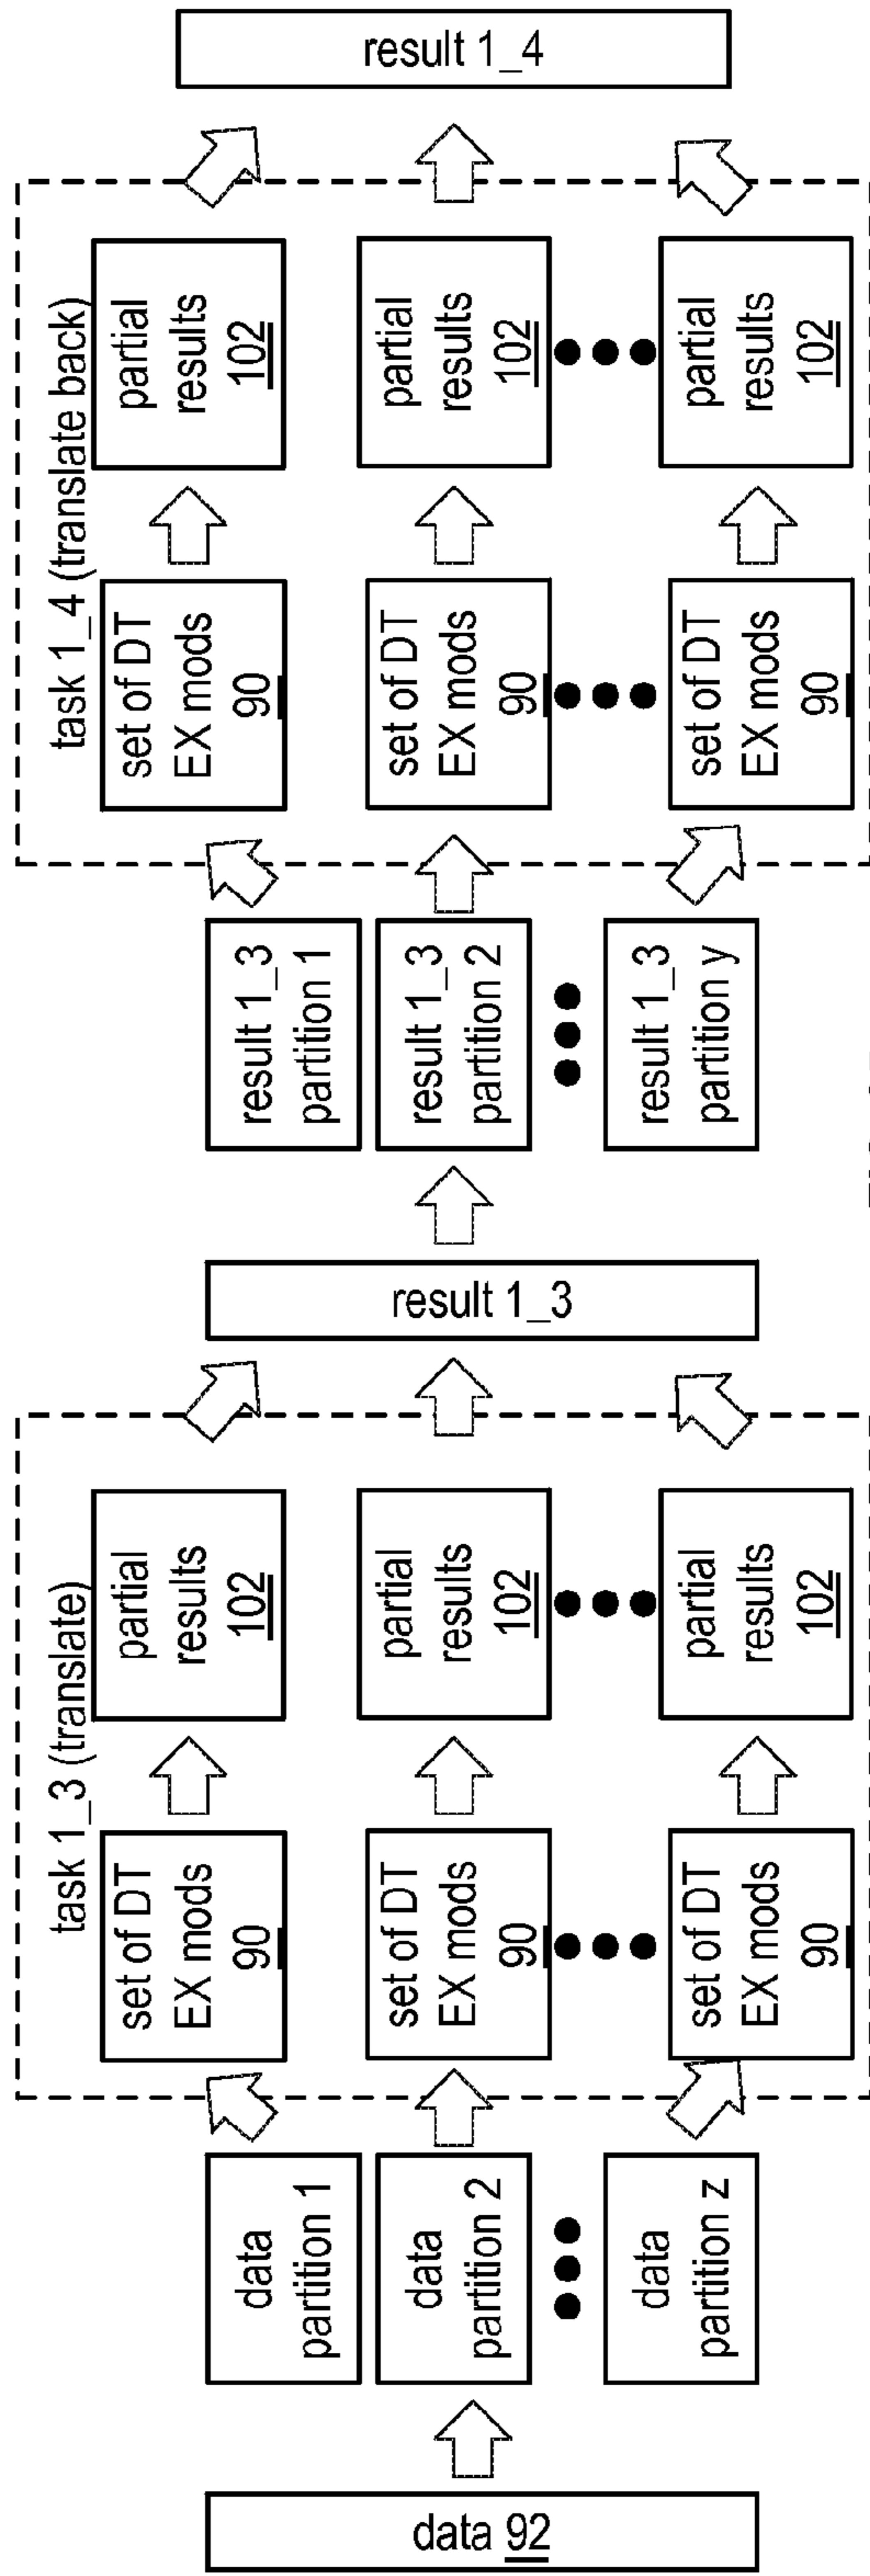 data 92
data
partition 1
data
partition 2
data
partition z
task 1_3 (translate)
set of DT
EX mods
90
set of DT
EX mods
90
set of DT
EX mods
90
partial
results
102
partial
results
102
partial
results
102
result 1_3
result 1_3
partition 1
result 1_3
partition 2
result 1_3
partition y
task 1_4 (translate back)
set of DT
EX mods
90
set of DT
EX mods
90
set of DT
EX mods
90
partial
results
102
partial
results
102
partial
results
102
result 1_4